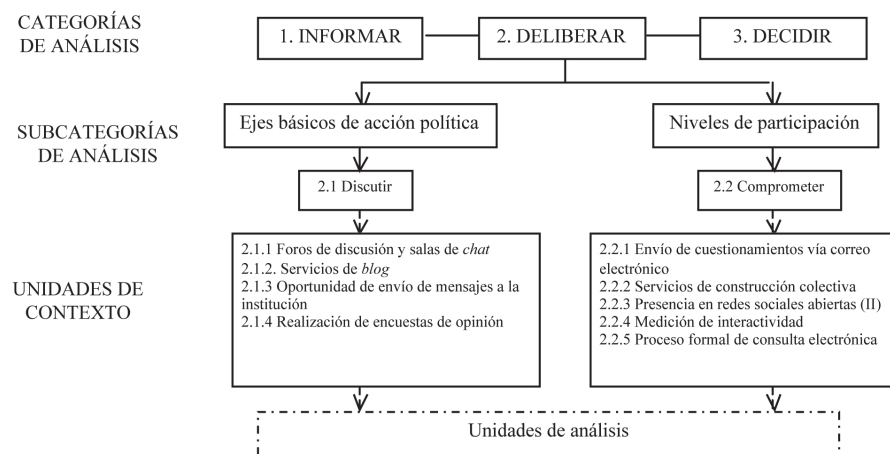 CATEGORÍAS
DE ANÁLISIS
1. INFORMAR
2. DELIBERAR
3. DECIDIR
SUBCATEGORÍAS
DE ANÁLISIS
Ejes básicos de acción política
Niveles de participación
2.1 Discutir
2.2 Comprometer
UNIDADES DE
CONTEXTO
2.1.1 Foros de discusión y salas de chat
2.1.2. Servicios de blog
2.1.3 Oportunidad de envío de mensajes a la
institución
2.1.4 Realización de encuestas de opinión
2.2.1 Envío de cuestionamientos vía correo
electrónico
2.2.2 Servicios de construcción colectiva
2.2.3 Presencia en redes sociales abiertas (II)
2.2.4 Medición de interactividad
2.2.5 Proceso formal de consulta electrónica
Unidades de análisis